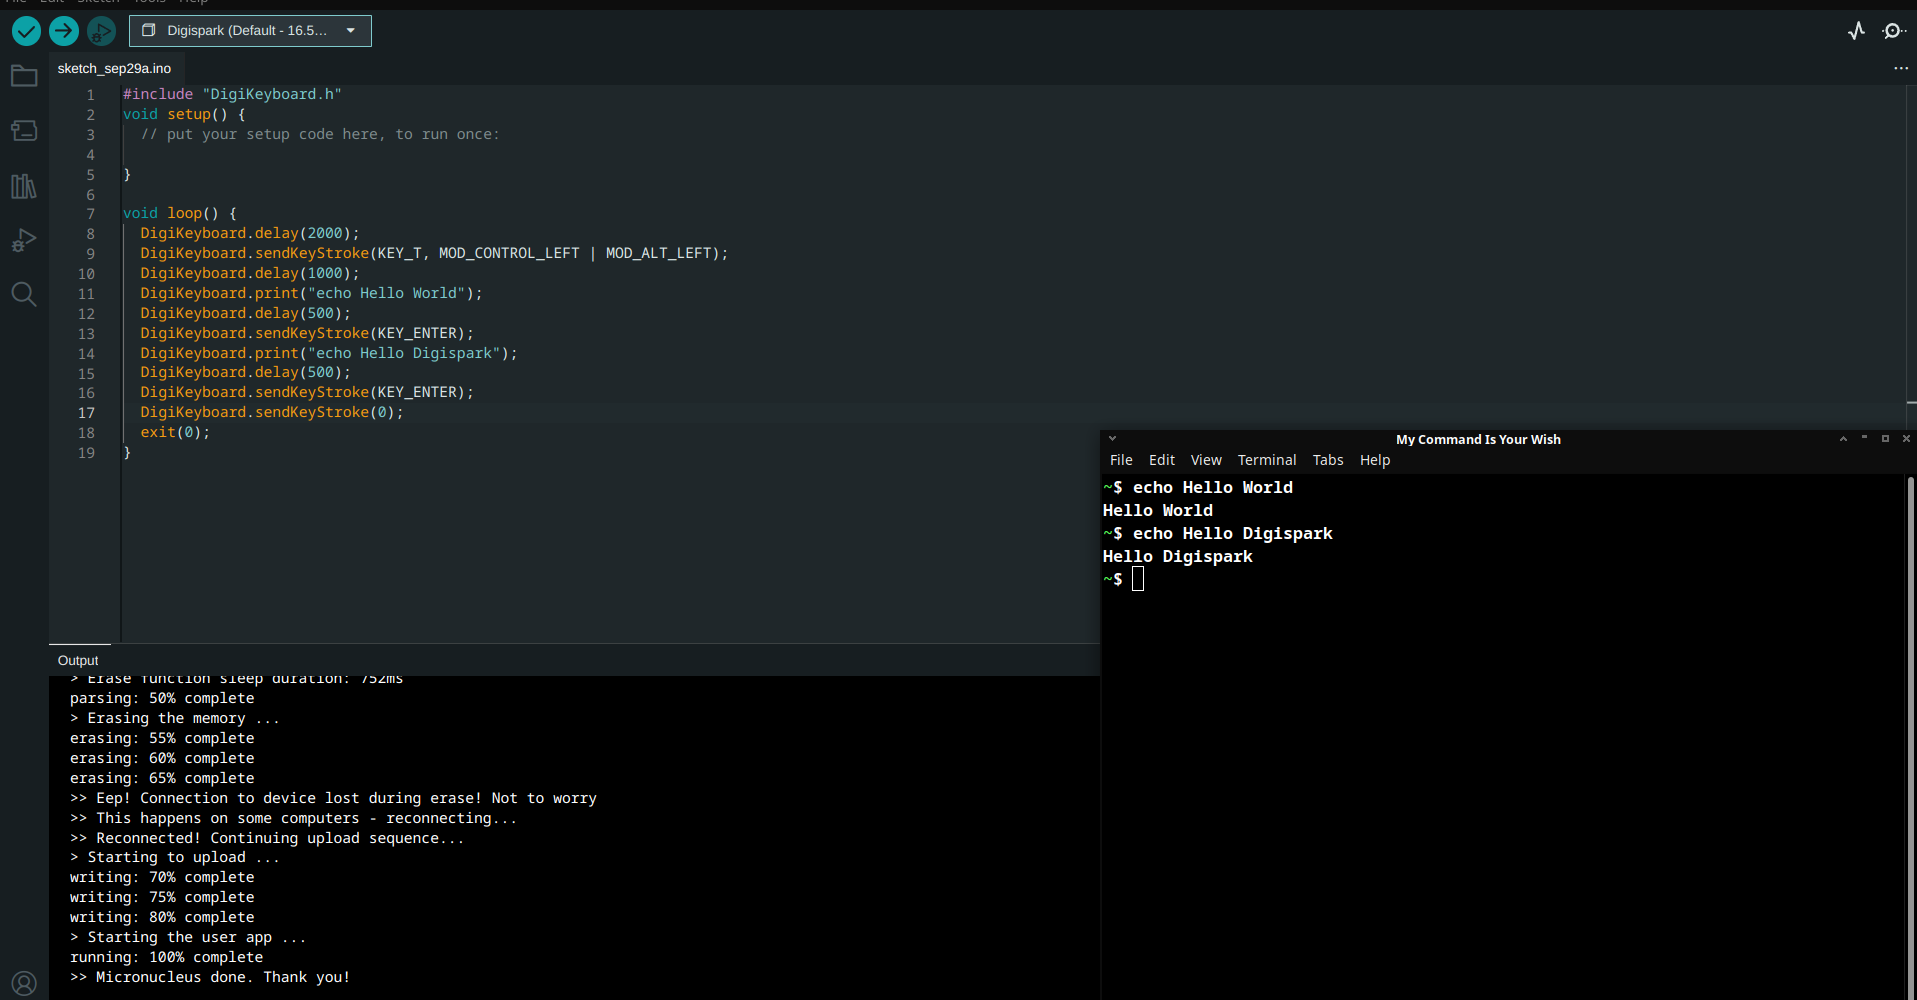 File Edit Sketch Tools Help
Digispark (Default - 16.5...
sketch_sep29a.ino
1 #include "DigiKeyboard.h"
2 void setup() {
3   // put your setup code here, to run once:
4
5 }
6
7 void loop() {
8   DigiKeyboard.delay(2000);
9   DigiKeyboard.sendKeyStroke(KEY_T, MOD_CONTROL_LEFT | MOD_ALT_LEFT);
10   DigiKeyboard.delay(1000);
11   DigiKeyboard.print("echo Hello World");
12   DigiKeyboard.delay(500);
13   DigiKeyboard.sendKeyStroke(KEY_ENTER);
14   DigiKeyboard.print("echo Hello Digispark");
15   DigiKeyboard.delay(500);
16   DigiKeyboard.sendKeyStroke(KEY_ENTER);
17   DigiKeyboard.sendKeyStroke(0);
18   exit(0);
19 }
My Command Is Your Wish
File Edit View Terminal Tabs Help
~$ echo Hello World
Hello World
~$ echo Hello Digispark
Hello Digispark
~$
Output
> Erase function sleep duration: 752ms
parsing: 50% complete
> Erasing the memory ...
erasing: 55% complete
erasing: 60% complete
erasing: 65% complete
>> Eep! Connection to device lost during erase! Not to worry
>> This happens on some computers - reconnecting...
>> Reconnected! Continuing upload sequence...
> Starting to upload ...
writing: 70% complete
writing: 75% complete
writing: 80% complete
> Starting the user app ...
running: 100% complete
>> Micronucleus done. Thank you!